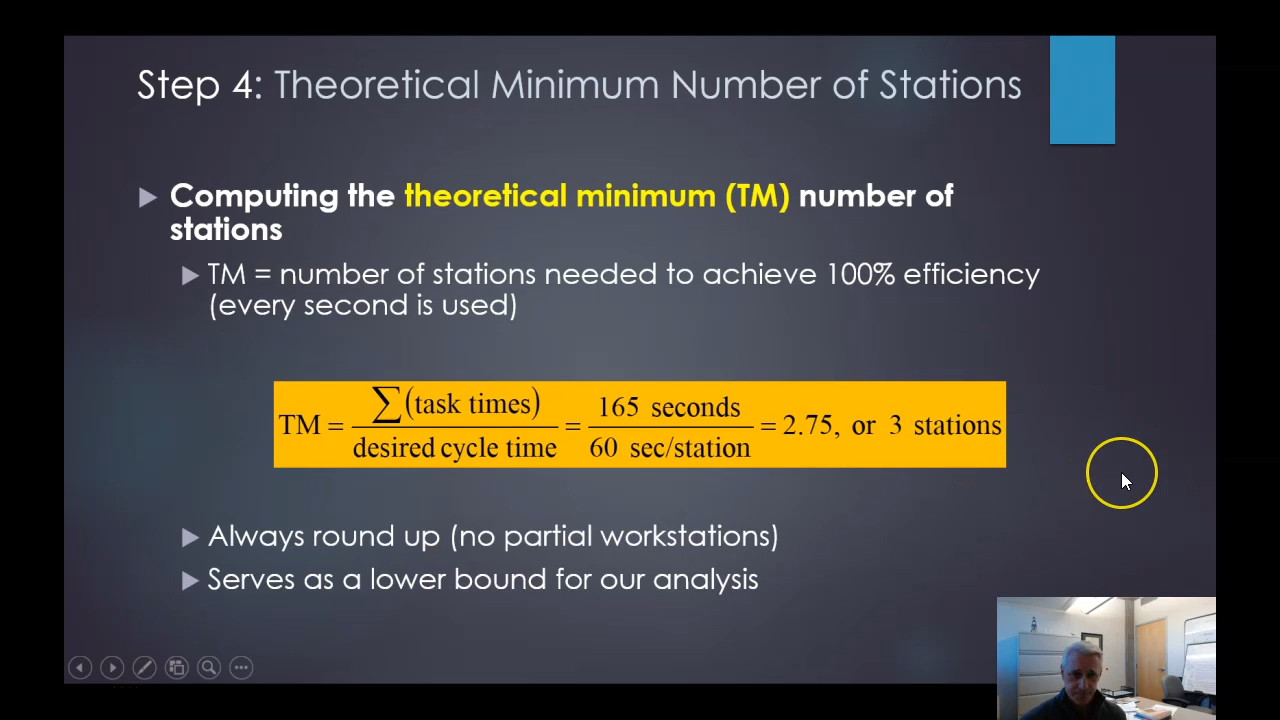 Step 4: Theoretical Minimum Number of Stations
Computing the theoretical minimum (TM) number of
stations
TM = number of stations needed to achieve 100% efficiency
(every second is used)
TM = ∑(task times) / desired cycle time = 165 seconds / 60 sec/station = 2.75, or 3 stations
Always round up (no partial workstations)
Serves as a lower bound for our analysis